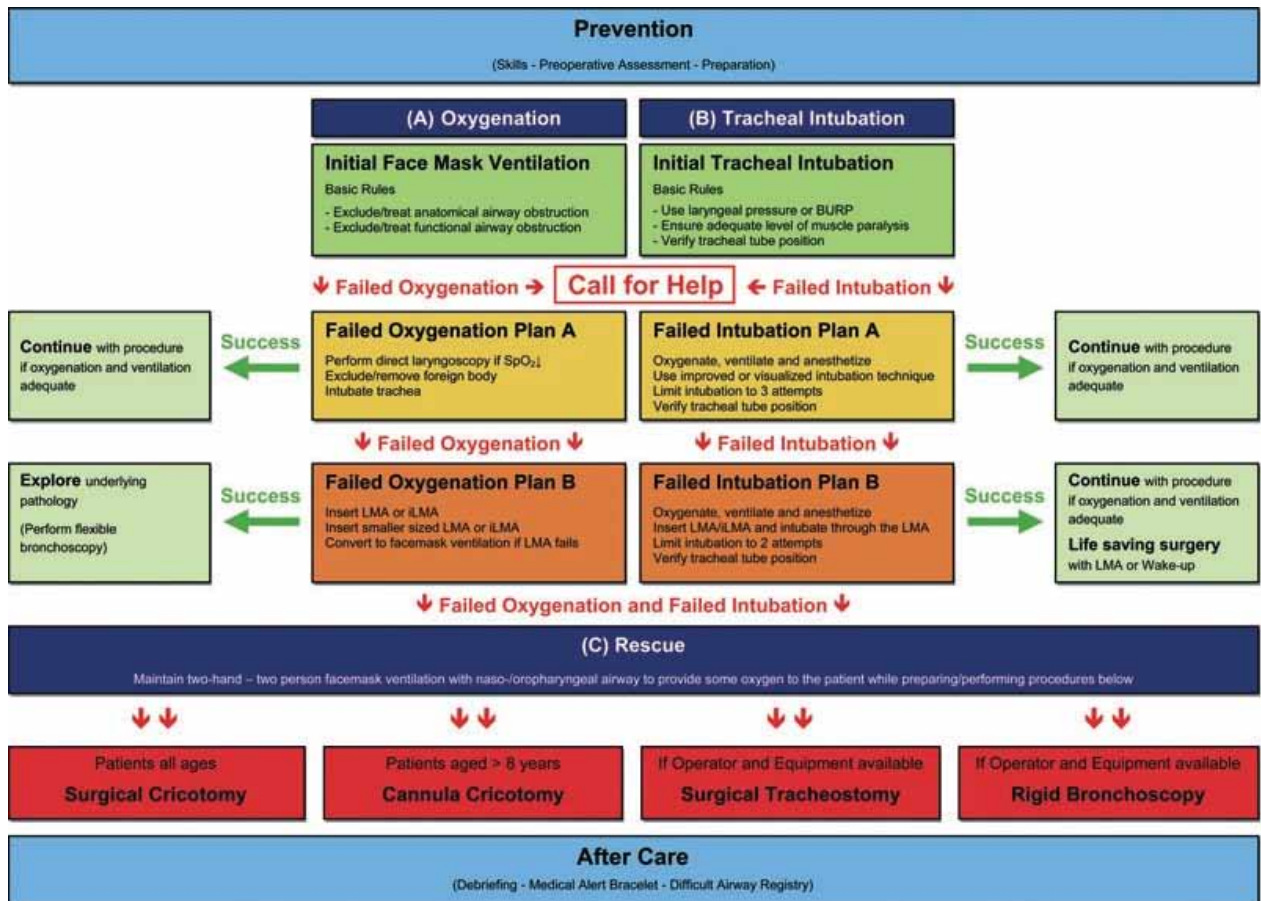 Prevention
(Skills - Preoperative Assessment - Preparation)
(A) Oxygenation
(B) Tracheal Intubation
Initial Face Mask Ventilation
Basic Rules
- Exclude/treat anatomical airway obstruction
- Exclude/treat functional airway obstruction
Initial Tracheal Intubation
Basic Rules
- Use laryngeal pressure or BURP
- Ensure adequate level of muscle paralysis
- Verify tracheal tube position
Failed Oxygenation
Call for Help
Failed Intubation
Continue with procedure
if oxygenation and ventilation
adequate
Success
Failed Oxygenation Plan A
Perform direct laryngoscopy if SpO₂↓
Exclude/remove foreign body
Intubate trachea
Failed Intubation Plan A
Oxygenate, ventilate and anesthetize
Use improved or visualized intubation technique
Limit intubation to 3 attempts
Verify tracheal tube position
Success
Continue with procedure
if oxygenation and ventilation
adequate
Failed Oxygenation
Failed Intubation
Explore underlying
pathology
(Perform flexible
bronchoscopy)
Success
Failed Oxygenation Plan B
Insert LMA or iLMA
Insert smaller sized LMA or iLMA
Convert to facemask ventilation if LMA fails
Failed Intubation Plan B
Oxygenate, ventilate and anesthetize
Insert LMA/iLMA and intubate through the LMA
Limit intubation to 2 attempts
Verify tracheal tube position
Success
Continue with procedure
if oxygenation and ventilation
adequate
Life saving surgery
with LMA or Wake-up
Failed Oxygenation and Failed Intubation
(C) Rescue
Maintain two-hand – two person facemask ventilation with naso-/oropharyngeal airway to provide some oxygen to the patient while preparing/performing procedures below
Patients all ages
Surgical Cricotomy
Patients aged > 8 years
Cannula Cricotomy
If Operator and Equipment available
Surgical Tracheostomy
If Operator and Equipment available
Rigid Bronchoscopy
After Care
(Debriefing - Medical Alert Bracelet - Difficult Airway Registry)